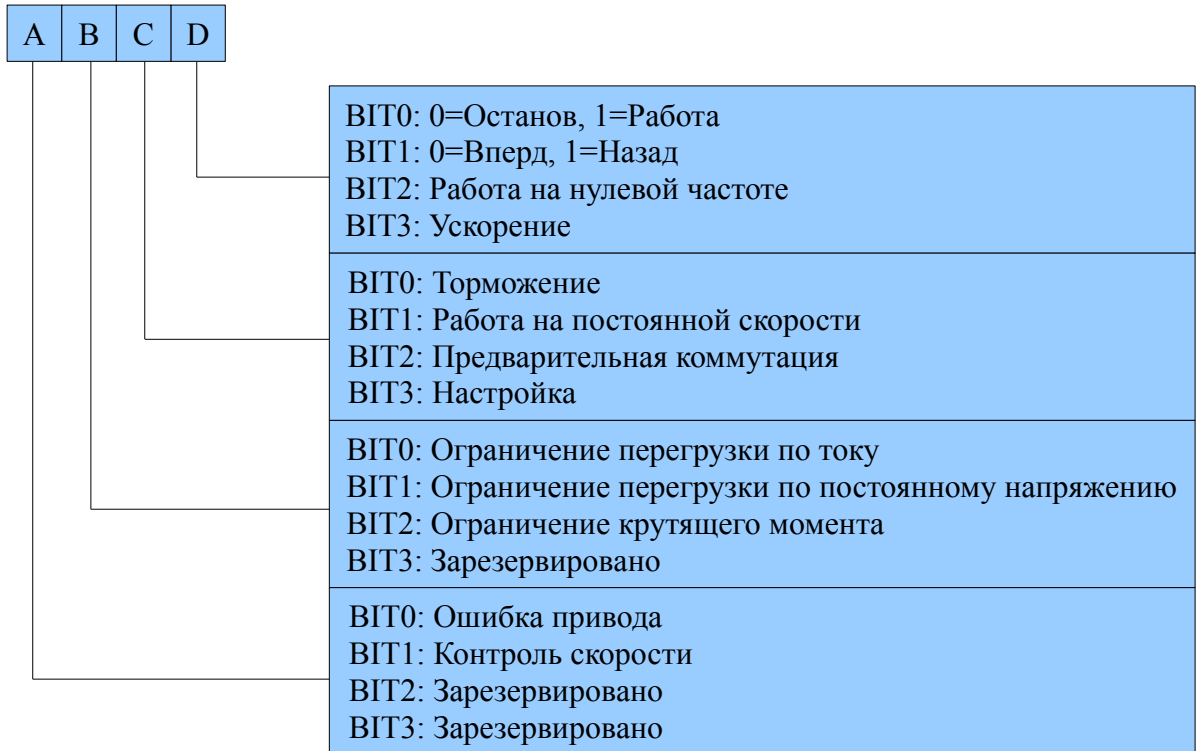 A B C D
BIT0: 0=Останов, 1=Работа
BIT1: 0=Вперд, 1=Назад
BIT2: Работа на нулевой частоте
BIT3: Ускорение
BIT0: Торможение
BIT1: Работа на постоянной скорости
BIT2: Предварительная коммутация
BIT3: Настройка
BIT0: Ограничение перегрузки по току
BIT1: Ограничение перегрузки по постоянному напряжению
BIT2: Ограничение крутящего момента
BIT3: Зарезервировано
BIT0: Ошибка привода
BIT1: Контроль скорости
BIT2: Зарезервировано
BIT3: Зарезервировано